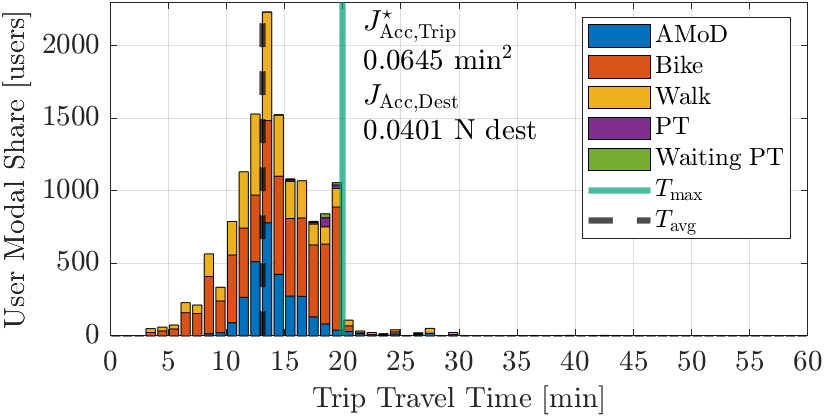 User Modal Share [users]
2000
1500
1000
500
0
J⋆Acc,Trip
0.0645 min²
JAcc,Dest
0.0401 N dest
AMoD
Bike
Walk
PT
Waiting PT
Tmax
Tavg
0 5 10 15 20 25 30 35 40 45 50 55 60
Trip Travel Time [min]